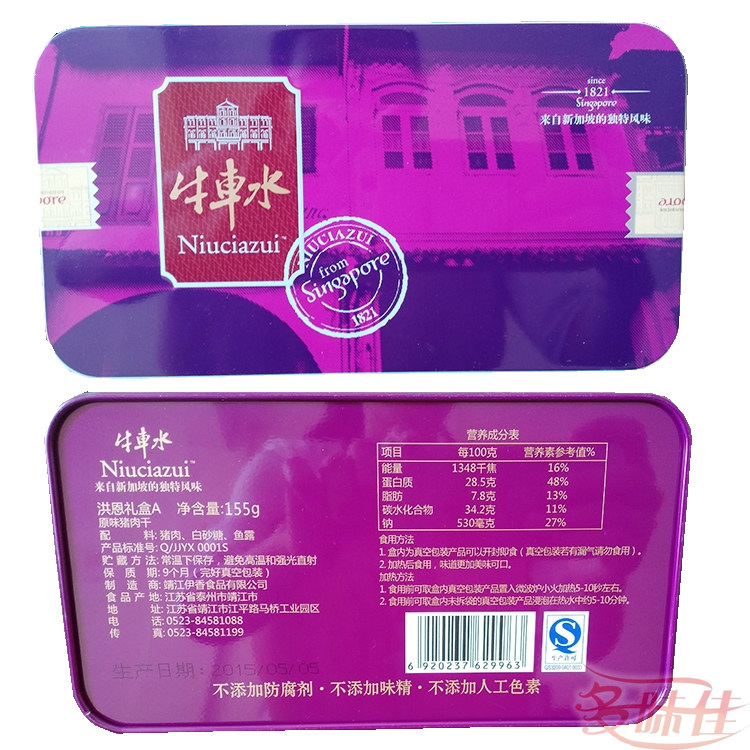 since
1821
Singapore
来自新加坡的独特风味
牛車水
Niuciazui™
NIUCIAZUI
from
Singapore
1821
pore
牛車水
Niuciazui™
来自新加坡的独特风味
洪恩礼盒A 净含量:155g
原味猪肉干
配料: 猪肉、白砂糖、鱼露
产品标准号: Q/JJYX 0001S
贮藏方法: 常温下保存，避免高温和强光直射
保质期: 9个月（完好真空包装）
制造商: 靖江伊香食品有限公司
食品产地: 江苏省泰州市靖江市
地址: 江苏省靖江市江平路马桥工业园区
电话: 0523-84581088
传真: 0523-84581199
生产日期: 2015/05/05
营养成分表
项目 每100克 营养素参考值%
能量 1348千焦 16%
蛋白质 28.5克 48%
脂肪 7.8克 13%
碳水化合物 34.2克 11%
钠 530毫克 27%
食用方法
1. 盒内为真空包装产品可以开封即食（真空包装若有漏气请勿食用）。
2. 加热后食用，味道更加美味可口。
加热方法
1. 食用前可取盒内真空包装产品置入微波炉小火加热5-10秒左右。
2. 食用前可取盒内未拆袋的真空包装产品浸泡在热水中约5-10分钟。
6 920237 629963
QS
生产许可
不添加防腐剂·不添加味精·不添加人工色素
多味佳